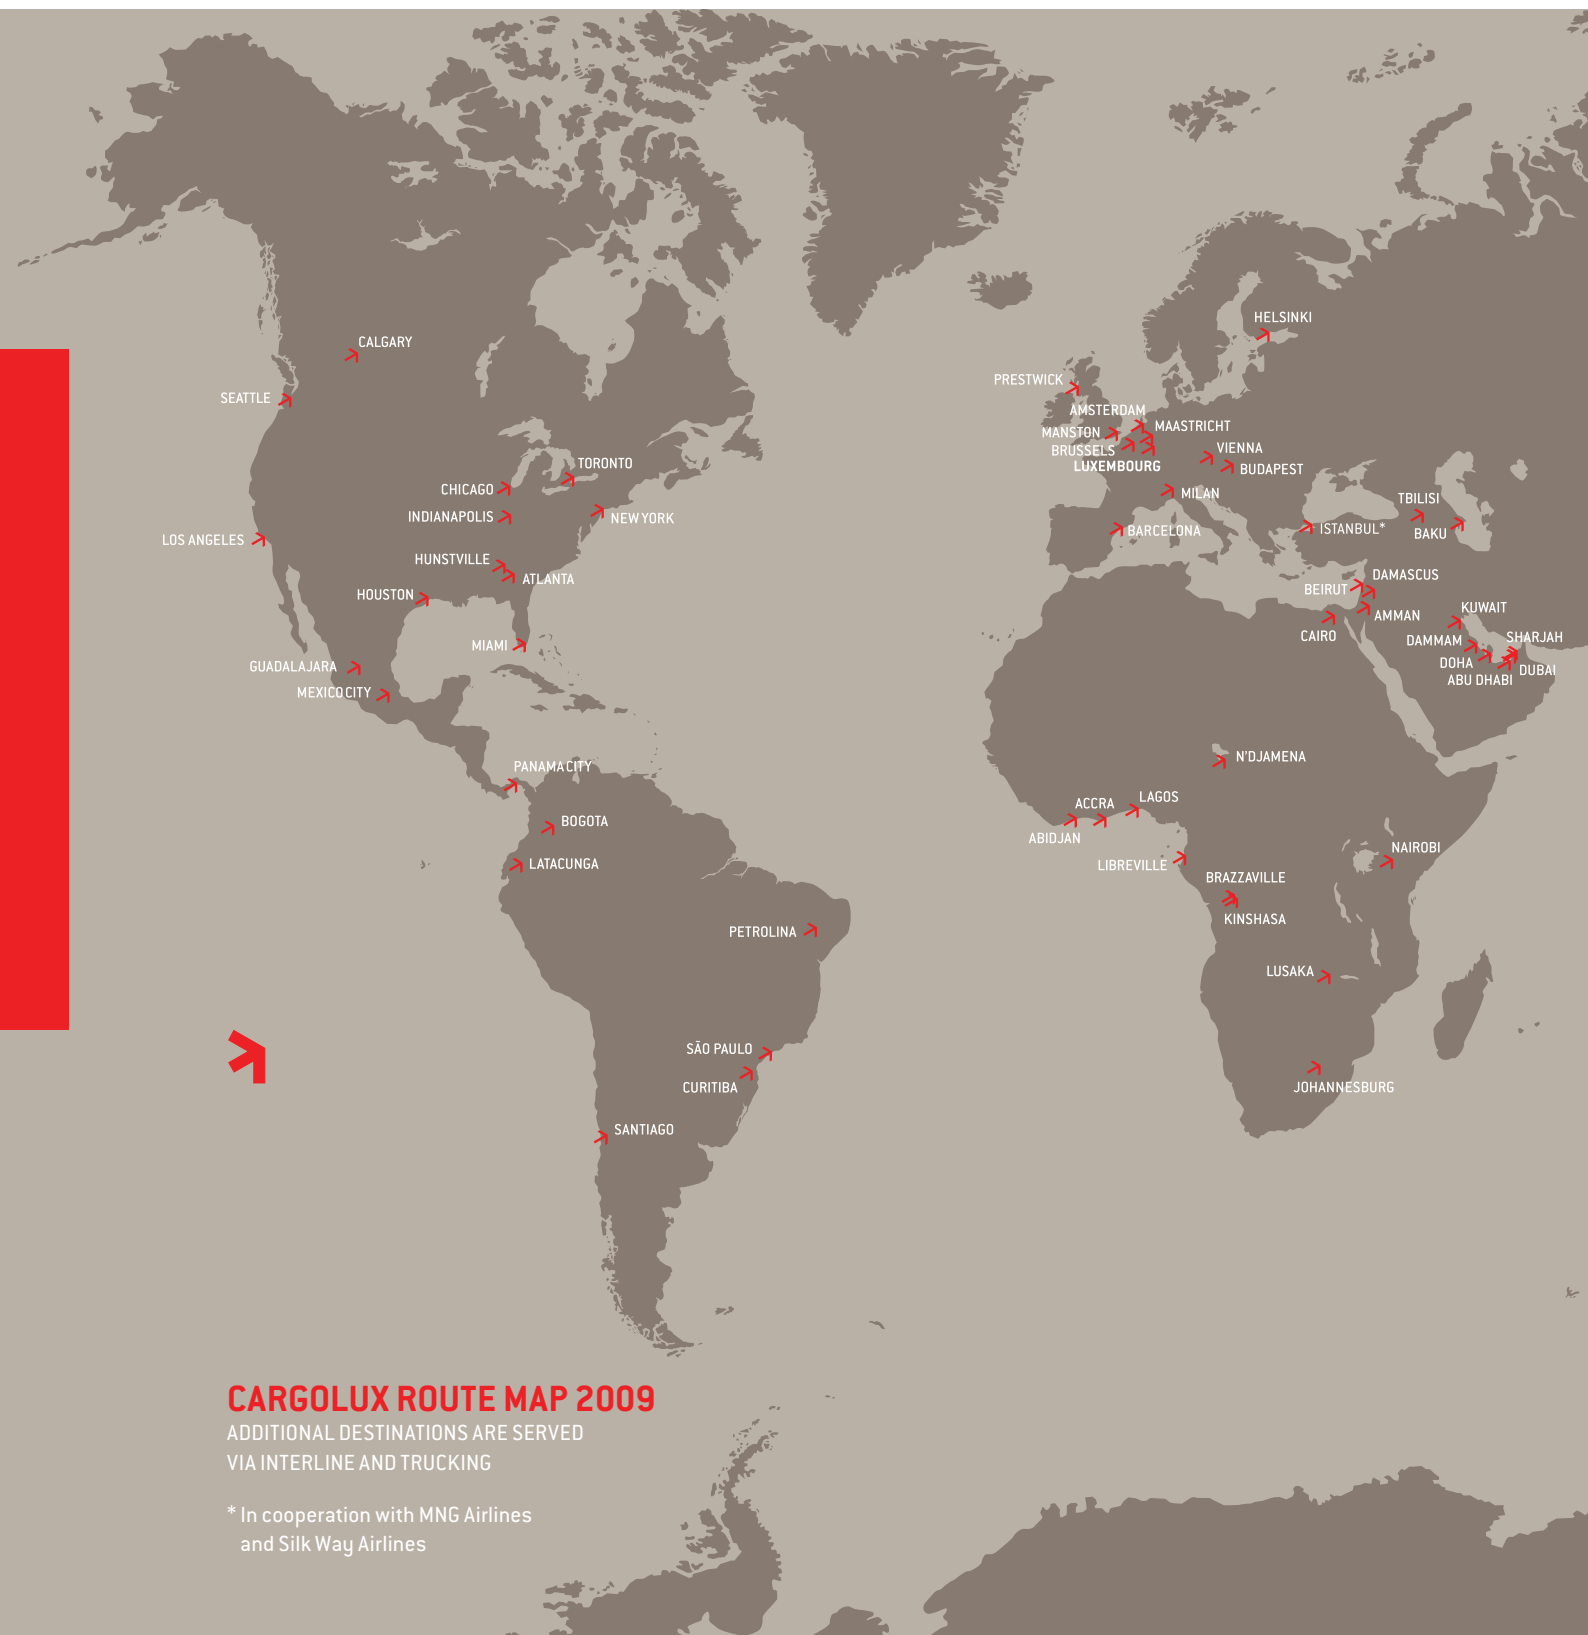 HELSINKI
CALGARY
PRESTWICK
SEATTLE
AMSTERDAM
MAASTRICHT
MANSTON
BRUSSELS
VIENNA
LUXEMBOURG
BUDAPEST
TORONTO
CHICAGO
MILAN
TBILISI
INDIANAPOLIS
NEW YORK
BARCELONA
ISTANBUL*
BAKU
LOS ANGELES
HUNSTVILLE
ATLANTA
DAMASCUS
BEIRUT
HOUSTON
KUWAIT
AMMAN
CAIRO
MIAMI
DAMMAM
SHARJAH
GUADALAJARA
DOHA
DUBAI
ABU DHABI
MEXICO CITY
N'DJAMENA
PANAMA CITY
LAGOS
ACCRA
BOGOTA
ABIDJAN
NAIROBI
LATACUNGA
LIBREVILLE
BRAZZAVILLE
KINSHASA
PETROLINA
LUSAKA
SÃO PAULO
CURITIBA
JOHANNESBURG
SANTIAGO
CARGOLUX ROUTE MAP 2009
ADDITIONAL DESTINATIONS ARE SERVED
VIA INTERLINE AND TRUCKING
* In cooperation with MNG Airlines
and Silk Way Airlines